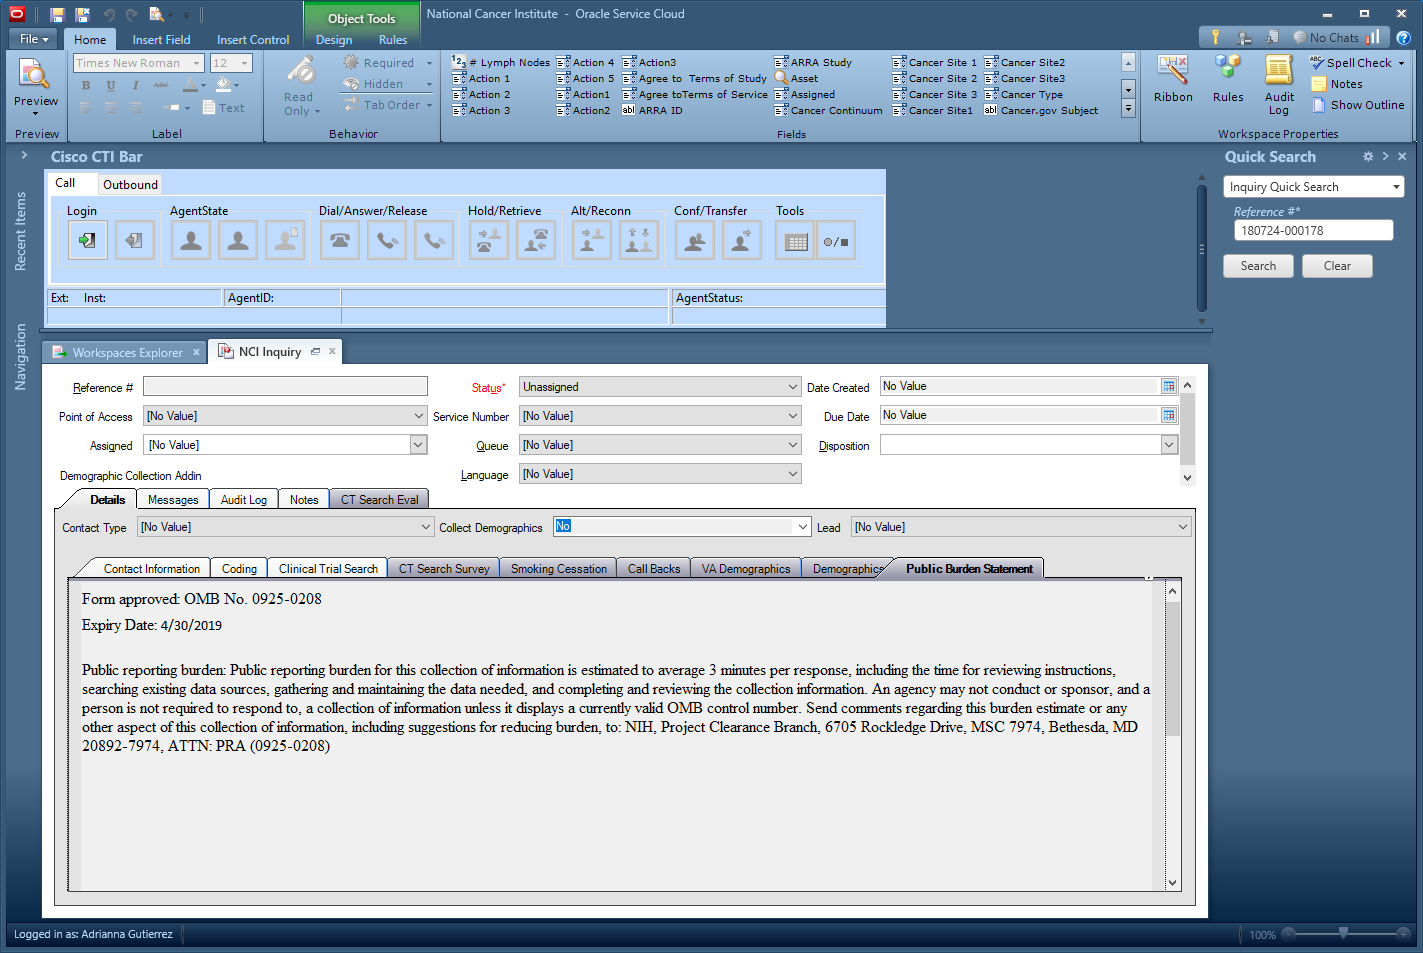 Object Tools
National Cancer Institute - Oracle Service Cloud
File
Home
Insert Field
Insert Control
Design
Rules
No Chats
Preview
Times New Roman
12
B U I ABC
Text
Read Only
Required
Hidden
Tab Order
# Lymph Nodes
Action 1
Action 2
Action 3
Action 4
Action 5
Action1
Action2
Action3
Agree to Terms of Study
Agree toTerms of Service
ARRA ID
ARRA Study
Asset
Assigned
Cancer Continuum
Cancer Site 1
Cancer Site 2
Cancer Site 3
Cancer Site1
Cancer Site2
Cancer Site3
Cancer Type
Cancer.gov Subject
Ribbon
Rules
Audit Log
Spell Check
Notes
Show Outline
Preview
Label
Behavior
Fields
Workspace Properties
Recent Items
Navigation
Cisco CTI Bar
Call
Outbound
Login
AgentState
Dial/Answer/Release
Hold/Retrieve
Alt/Reconn
Conf/Transfer
Tools
Ext:
Inst:
AgentID:
AgentStatus:
Quick Search
Inquiry Quick Search
Reference #*
180724-000178
Search
Clear
Workspaces Explorer x
NCI Inquiry x
Reference #
Status* Unassigned
Date Created No Value
Point of Access [No Value]
Service Number [No Value]
Due Date No Value
Assigned [No Value]
Queue [No Value]
Disposition
Demographic Collection Addin
Language [No Value]
Details
Messages
Audit Log
Notes
CT Search Eval
Contact Type [No Value]
Collect Demographics No
Lead [No Value]
Contact Information
Coding
Clinical Trial Search
CT Search Survey
Smoking Cessation
Call Backs
VA Demographics
Demographics
Public Burden Statement
Form approved: OMB No. 0925-0208
Expiry Date: 4/30/2019
Public reporting burden: Public reporting burden for this collection of information is estimated to average 3 minutes per response, including the time for reviewing instructions,
searching existing data sources, gathering and maintaining the data needed, and completing and reviewing the collection information. An agency may not conduct or sponsor, and a
person is not required to respond to, a collection of information unless it displays a currently valid OMB control number. Send comments regarding this burden estimate or any
other aspect of this collection of information, including suggestions for reducing burden, to: NIH, Project Clearance Branch, 6705 Rockledge Drive, MSC 7974, Bethesda, MD
20892-7974, ATTN: PRA (0925-0208)
Logged in as: Adrianna Gutierrez
100%